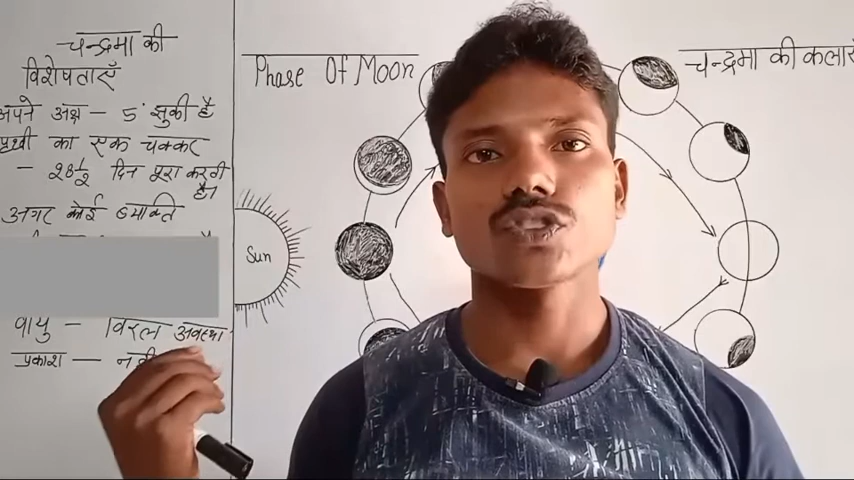 चन्द्रमा की
विशेषताएँ
अपने अक्ष — 5° झुकी है
पृथ्वी का एक चक्कर
— 28½ दिन पूरा करती
है।
अगर कोई व्यक्ति
वायु — विरल अवस्था
प्रकाश —
Phase Of Moon
Sun
चन्द्रमा की कलाएँ